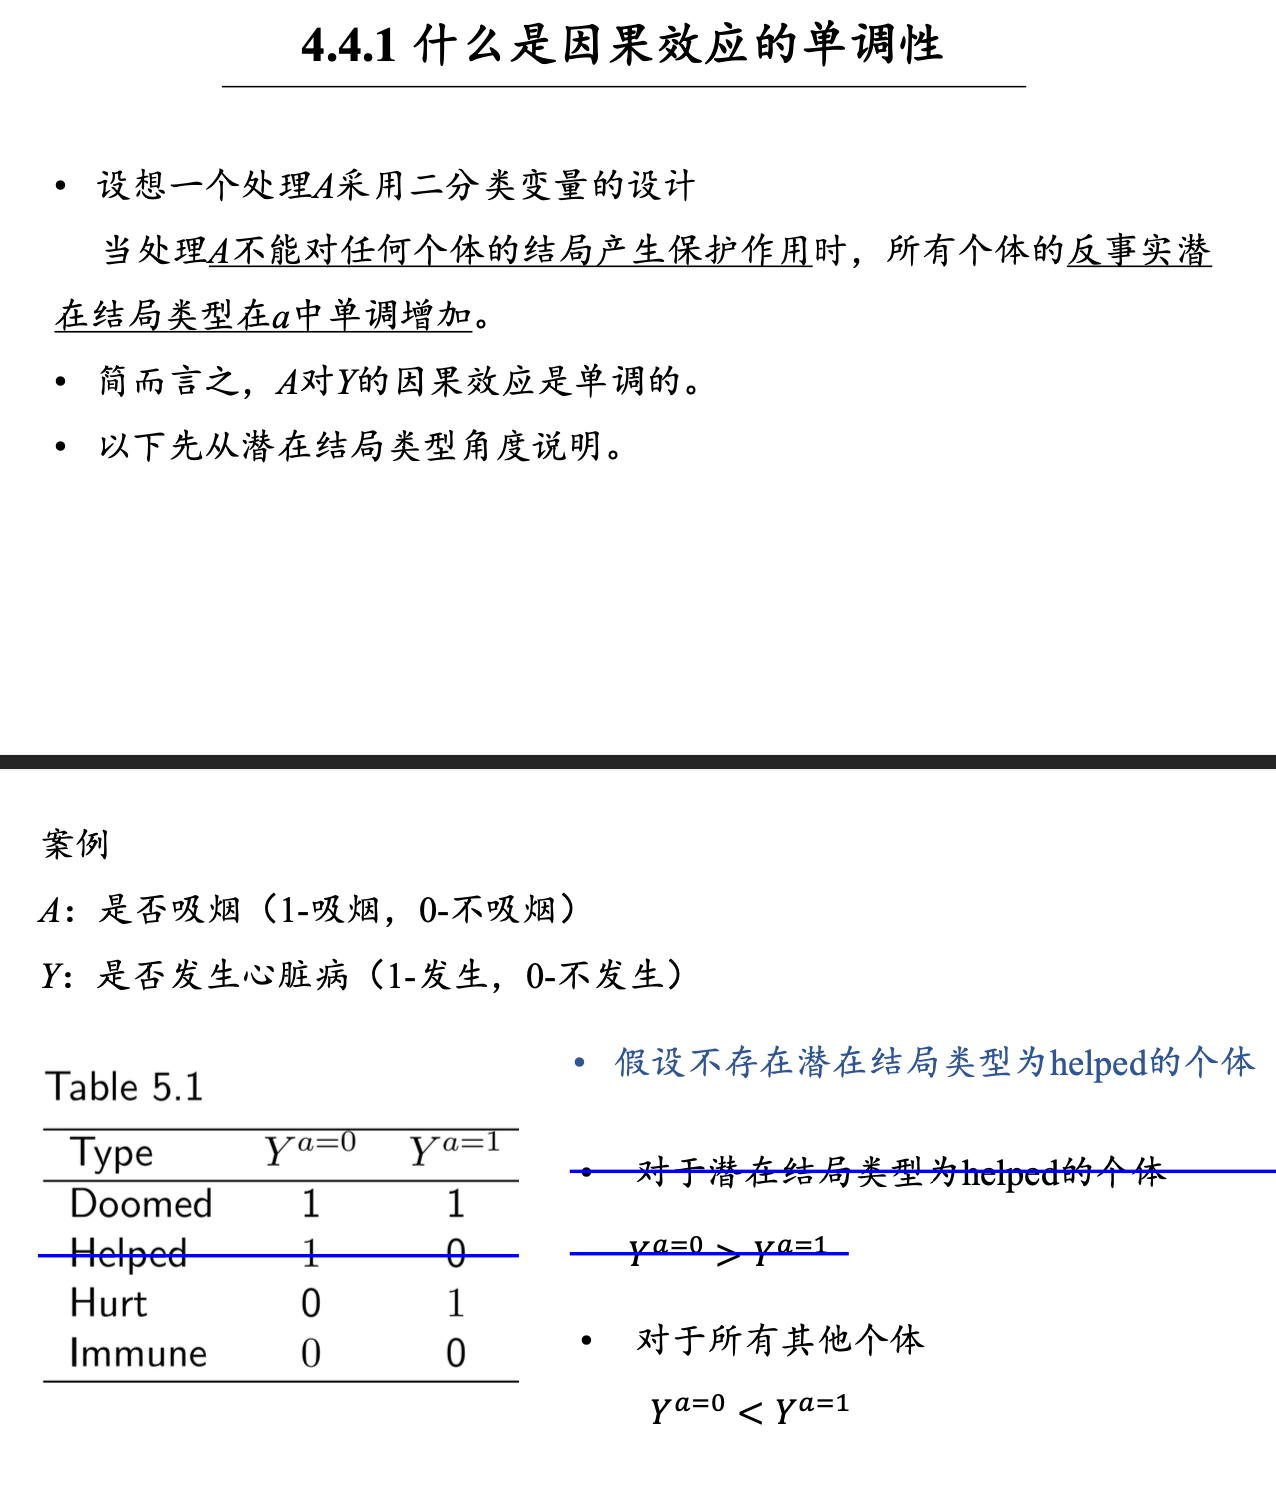 4.4.1 什么是因果效应的单调性
• 设想一个处理A采用二分类变量的设计
当处理A不能对任何个体的结局产生保护作用时，所有个体的反事实潜
在结局类型在a中单调增加。
• 简而言之，A对Y的因果效应是单调的。
• 以下先从潜在结局类型角度说明。
案例
A：是否吸烟（1-吸烟，0-不吸烟）
Y：是否发生心脏病（1-发生，0-不发生）
Table 5.1
Type Y^{a=0} Y^{a=1}
Doomed 1 1
Helped 1 0
Hurt 0 1
Immune 0 0
• 假设不存在潜在结局类型为helped的个体
• 对于潜在结局类型为helped的个体
Y^{a=0} > Y^{a=1}
• 对于所有其他个体
Y^{a=0} < Y^{a=1}